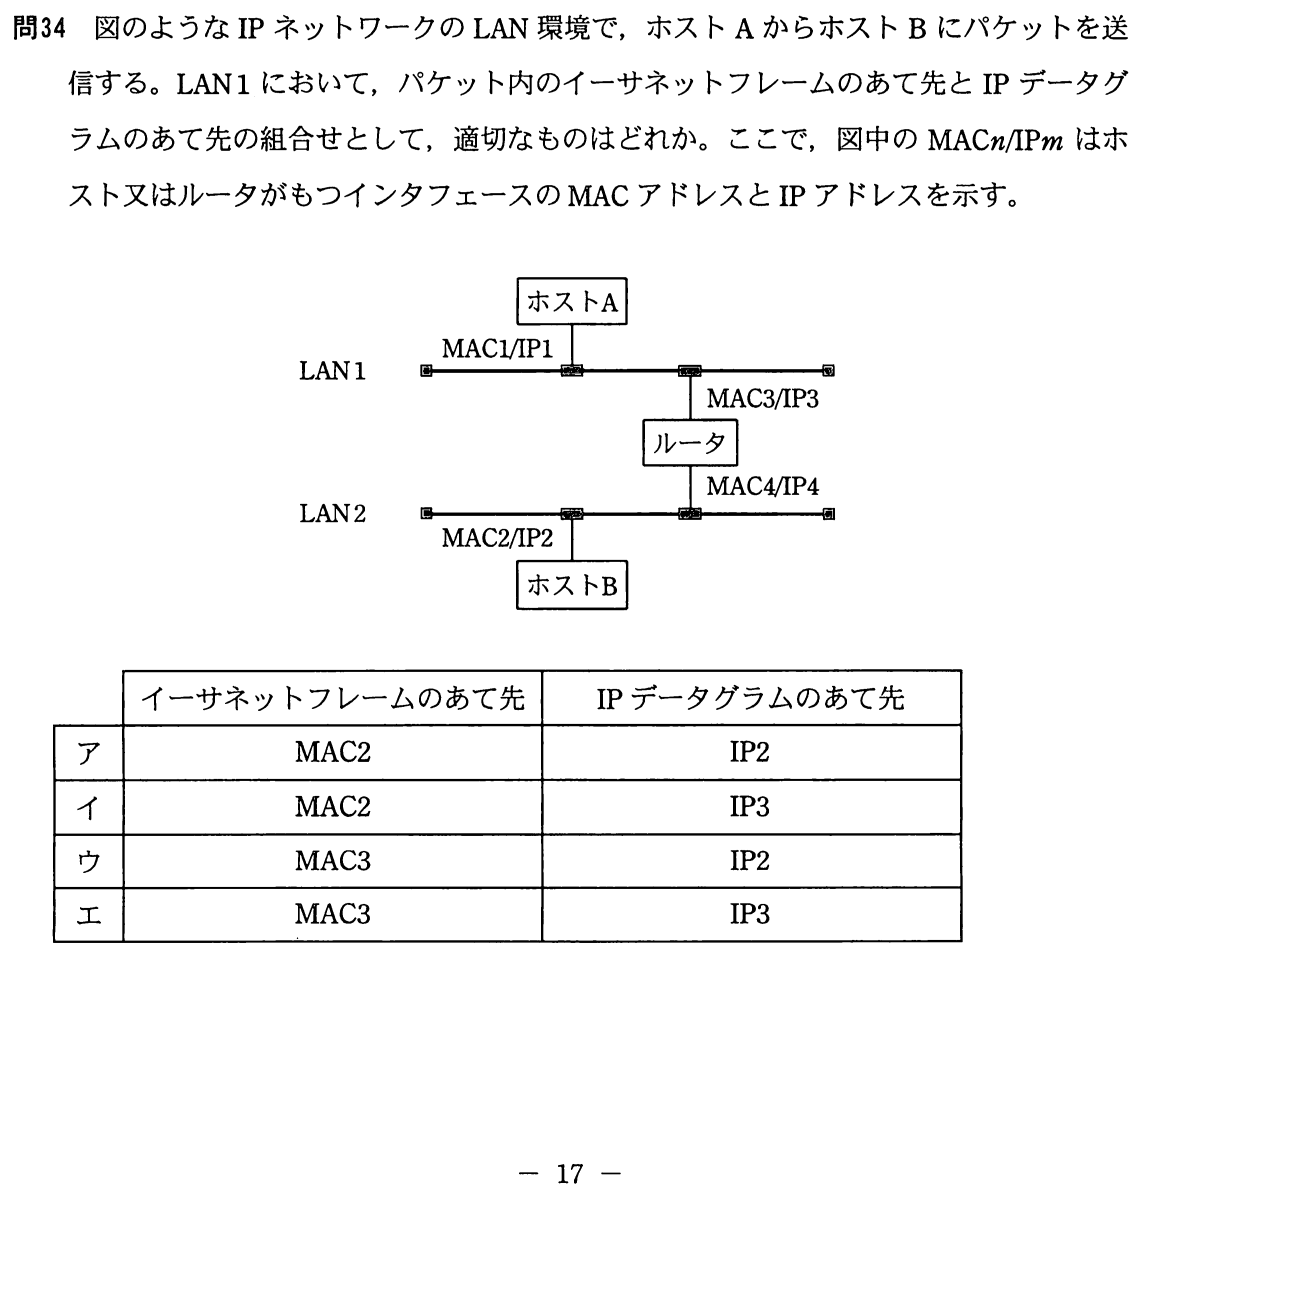 問34 図のような IP ネットワークの LAN 環境で，ホスト A からホスト B にパケットを送
信する。LAN1 において，パケット内のイーサネットフレームのあて先と IP データグ
ラムのあて先の組合せとして，適切なものはどれか。ここで，図中の MACn/IPm はホ
スト又はルータがもつインタフェースの MAC アドレスと IP アドレスを示す。
ホストA
MAC1/IP1
LAN1
MAC3/IP3
ルータ
MAC4/IP4
LAN2
MAC2/IP2
ホストB
イーサネットフレームのあて先 IP データグラムのあて先
ア MAC2 IP2
イ MAC2 IP3
ウ MAC3 IP2
エ MAC3 IP3
― 17 ―